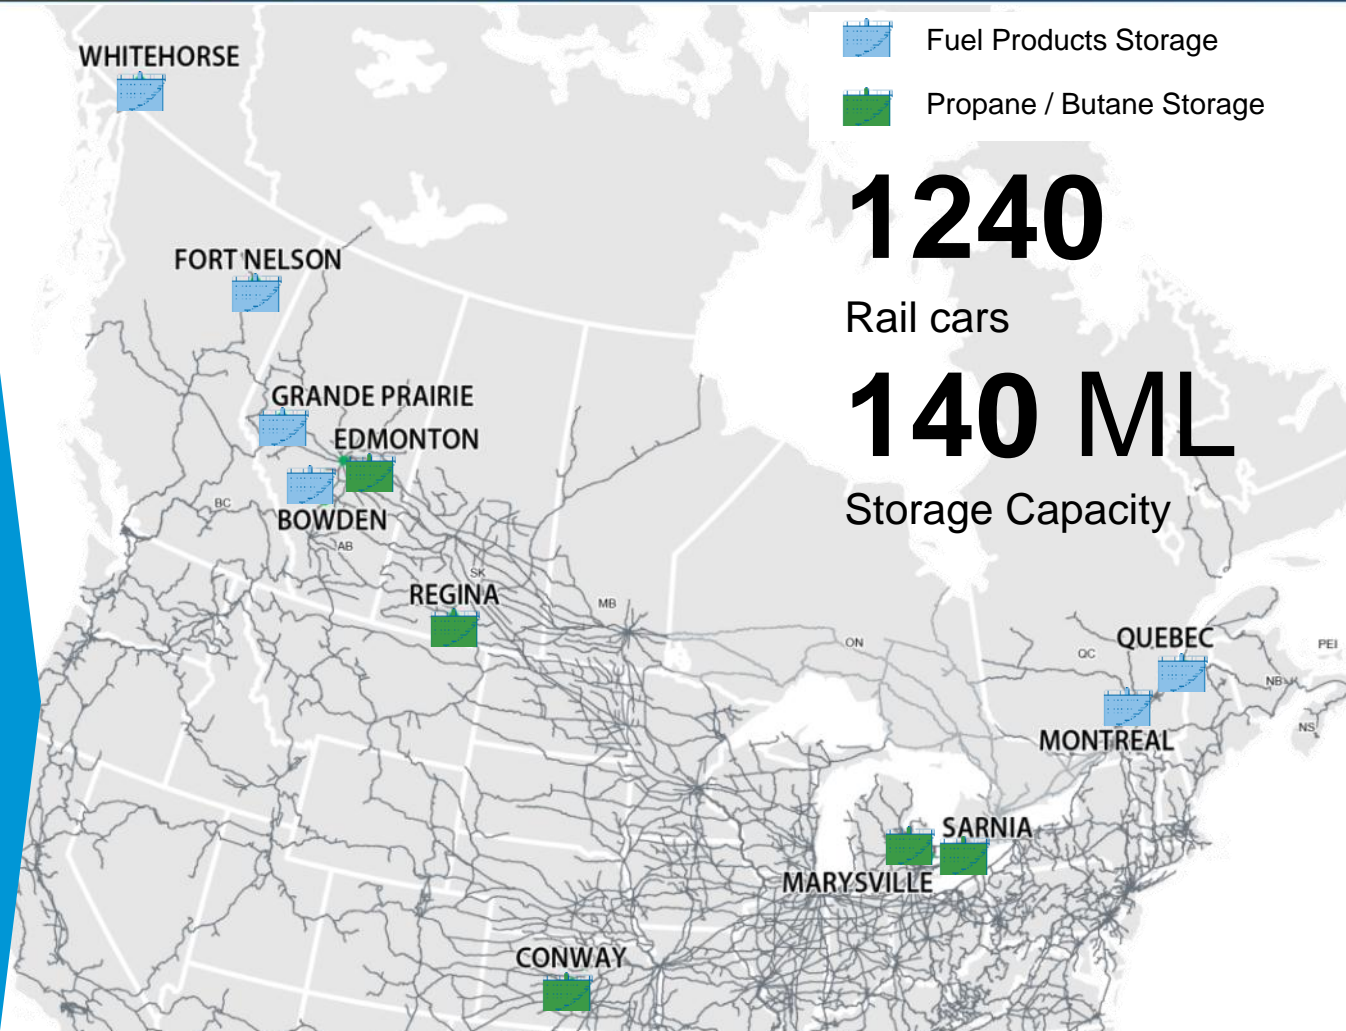 WHITEHORSE
Fuel Products Storage
Propane / Butane Storage
1240
Rail cars
140 ML
Storage Capacity
FORT NELSON
GRANDE PRAIRIE
EDMONTON
BC
BOWDEN
AB
SK
REGINA
MB
ON
QC
QUEBEC
PEI
NB
NS
MONTREAL
SARNIA
MARYSVILLE
CONWAY